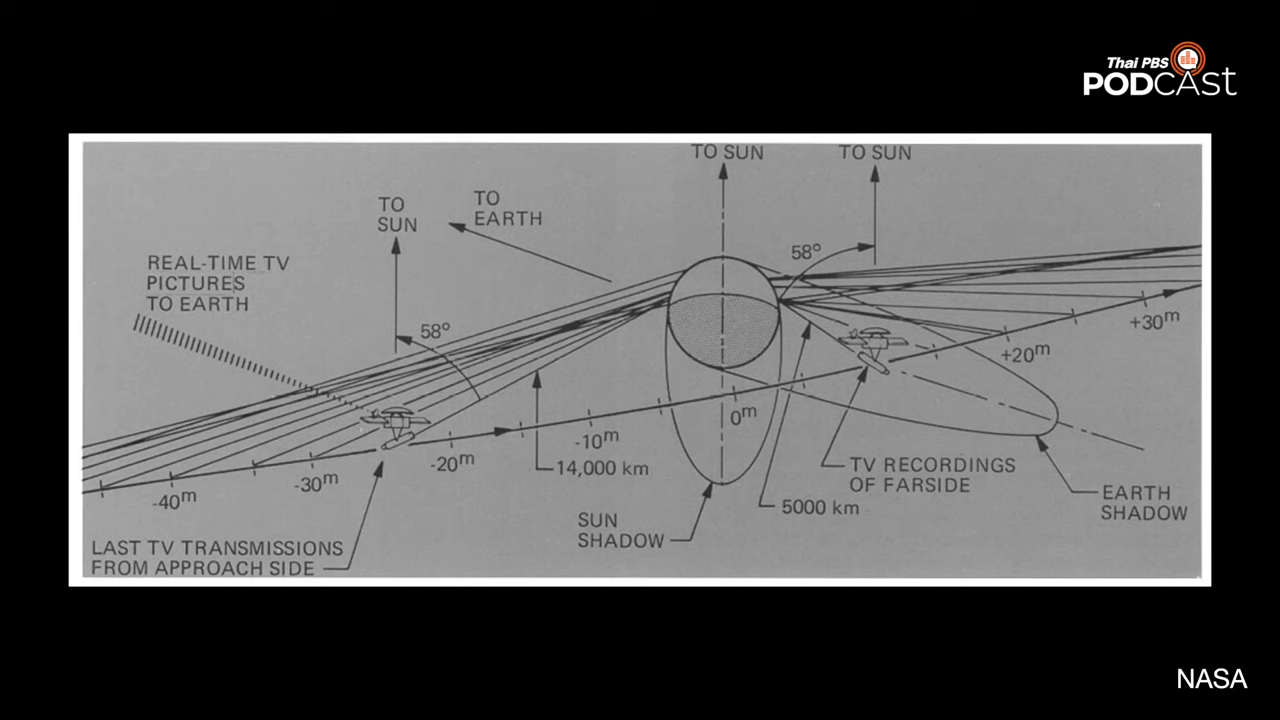 Thai PBS
PODCAST
TO SUN
TO SUN
TO
SUN
TO
EARTH
REAL-TIME TV
PICTURES
TO EARTH
58°
58°
+30m
+20m
0m
-10m
-20m
-30m
-40m
14,000 km
5000 km
TV RECORDINGS
OF FARSIDE
EARTH
SHADOW
SUN
SHADOW
LAST TV TRANSMISSIONS
FROM APPROACH SIDE
NASA